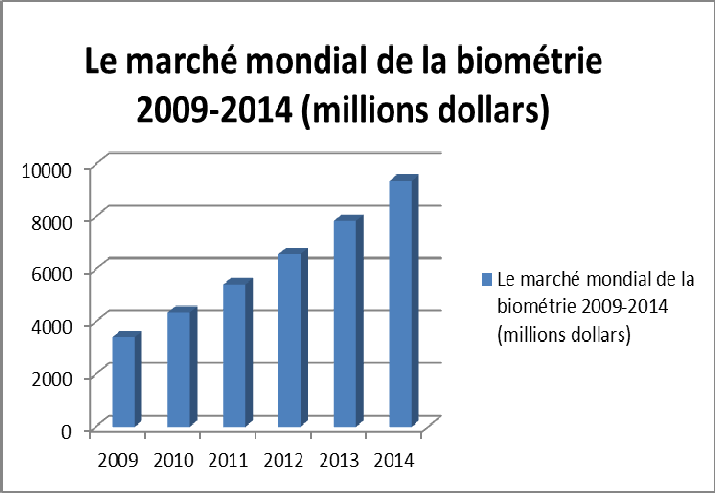 Le marché mondial de la biométrie
2009-2014 (millions dollars)
10000
8000
6000
4000
2000
0
2009 2010 2011 2012 2013 2014
Le marché mondial de la
biométrie 2009-2014
(millions dollars)